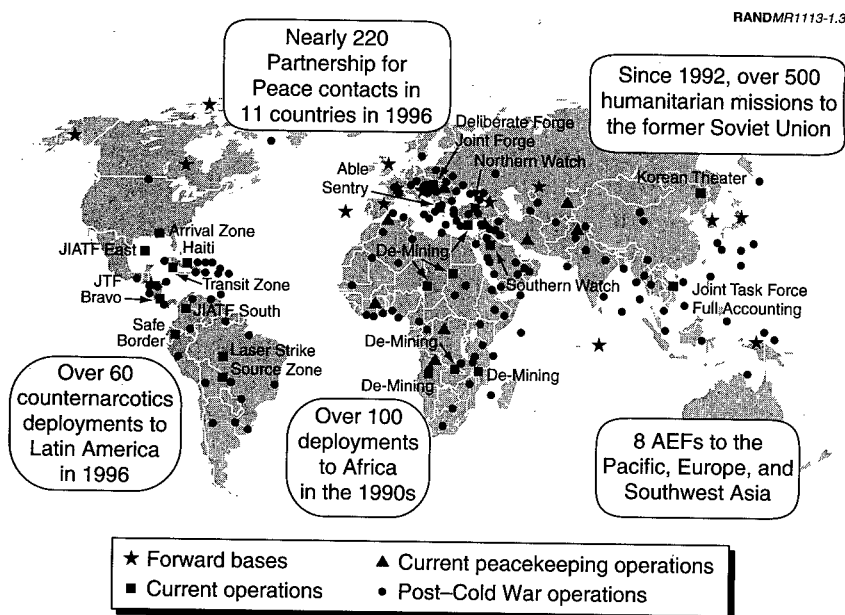 RANDMR1113-1.3
Nearly 220
Partnership for
Peace contacts in
11 countries in 1996
Since 1992, over 500
humanitarian missions to
the former Soviet Union
Deliberate Forge
Joint Forge
Northern Watch
Able
Sentry
Korean Theater
Arrival Zone
JIATF East
Haiti
De-Mining
JTF
Bravo
Transit Zone
Southern Watch
Joint Task Force
Full Accounting
JIATF South
Safe
Border
De-Mining
Laser Strike
Source Zone
De-Mining
De-Mining
Over 60
counternarcotics
deployments to
Latin America
in 1996
Over 100
deployments
to Africa
in the 1990s
8 AEFs to the
Pacific, Europe, and
Southwest Asia
Forward bases
Current peacekeeping operations
Current operations
Post–Cold War operations